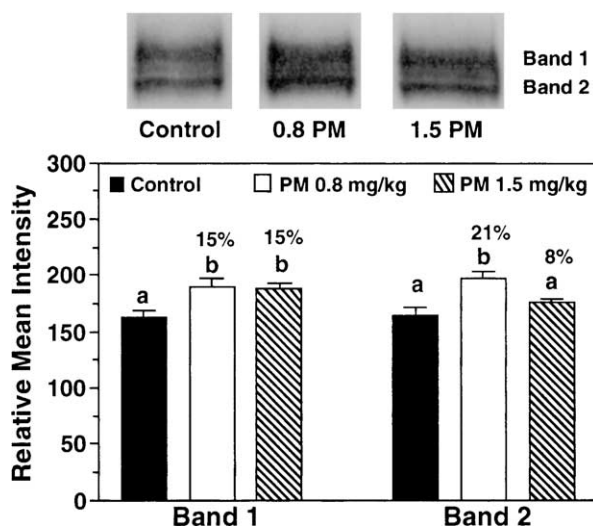 Band 1
Band 2
Control 0.8 PM 1.5 PM
300
250
200
150
100
50
0
Relative Mean Intensity
Control PM 0.8 mg/kg PM 1.5 mg/kg
15% 15% 21% 8%
a b b a b a
Band 1 Band 2